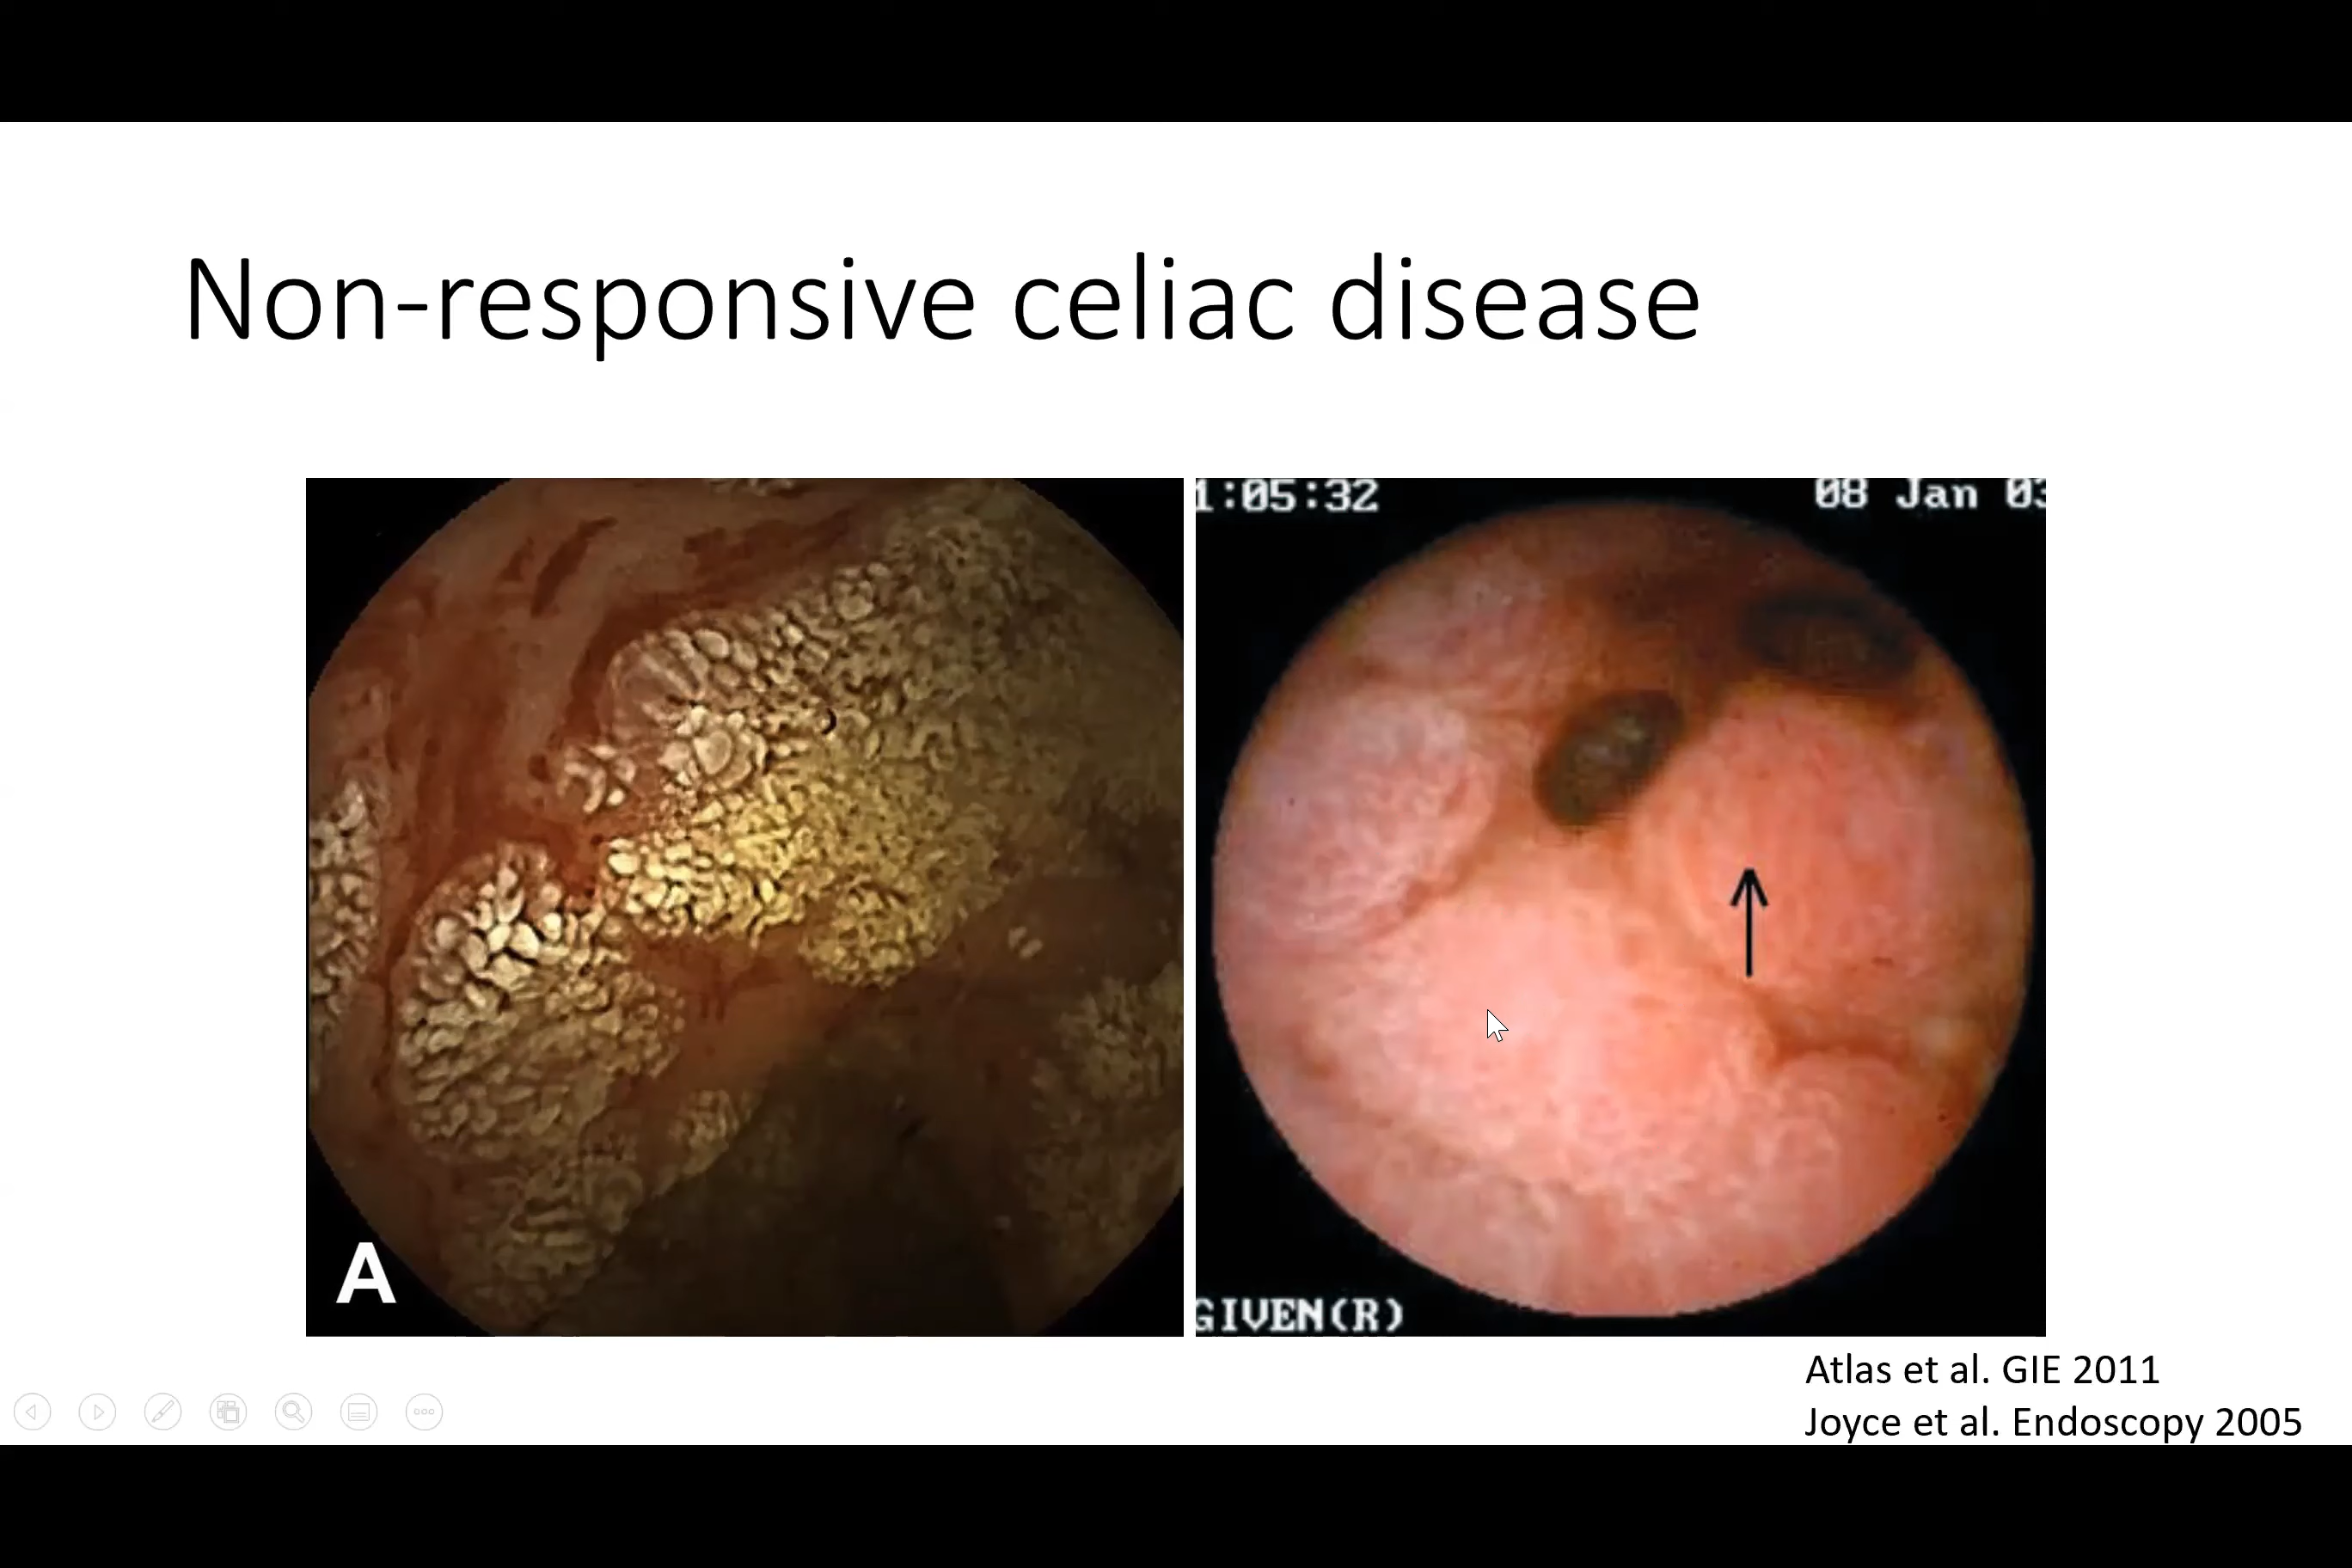 Non-responsive celiac disease
1:05:32
08 Jan 03
A
GIVEN(R)
Atlas et al. GIE 2011
Joyce et al. Endoscopy 2005